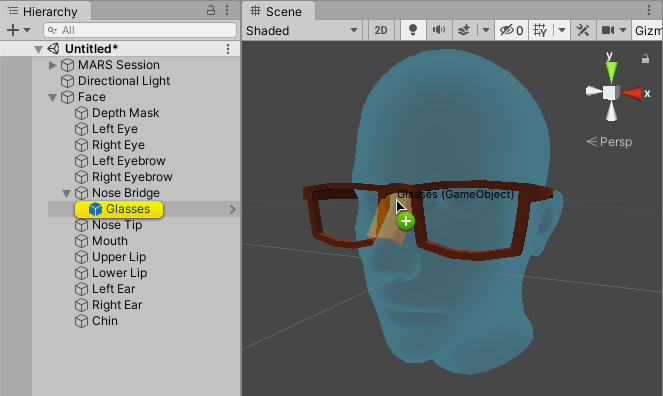 Hierarchy
All
Untitled*
MARS Session
Directional Light
Face
Depth Mask
Left Eye
Right Eye
Left Eyebrow
Right Eyebrow
Nose Bridge
Glasses
Nose Tip
Mouth
Upper Lip
Lower Lip
Left Ear
Right Ear
Chin
Scene
Shaded
2D
0
Gizm
y
x
Persp
Glasses (GameObject)